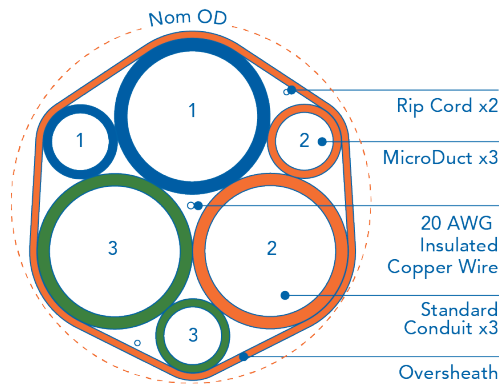 Nom OD
1
1
2
3
2
3
Rip Cord x2
MicroDuct x3
20 AWG
Insulated
Copper Wire
Standard
Conduit x3
Oversheath